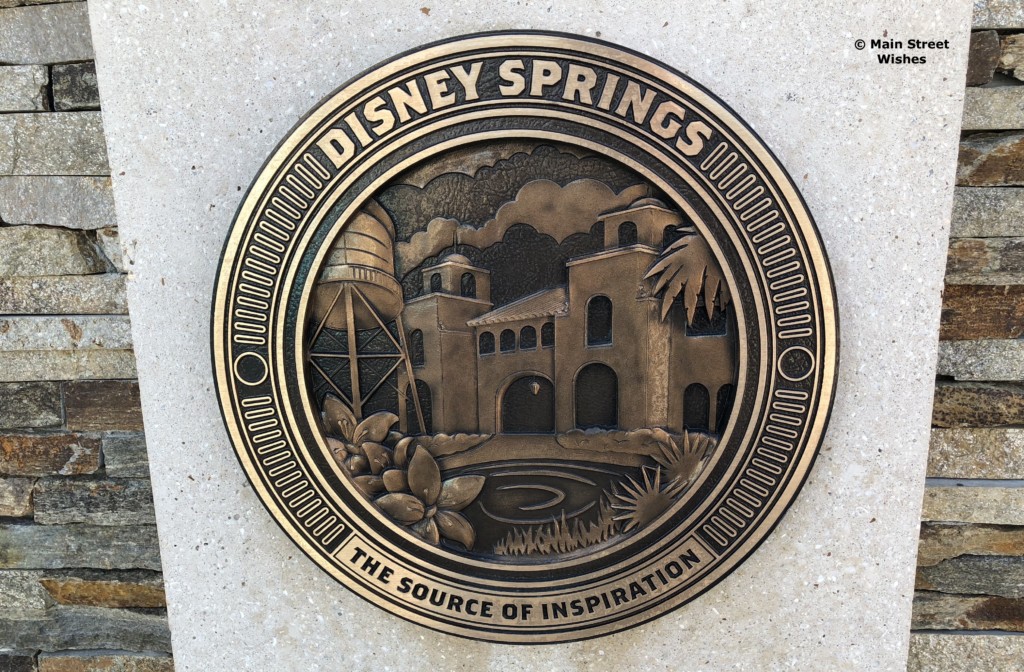 © Main Street
Wishes
DISNEY SPRINGS
THE SOURCE OF INSPIRATION